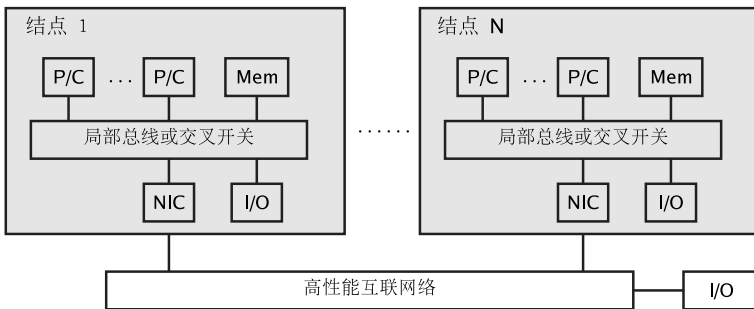 结点 1
P/C ... P/C Mem
局部总线或交叉开关
NIC I/O
......
结点 N
P/C ... P/C Mem
局部总线或交叉开关
NIC I/O
高性能互联网络
I/O